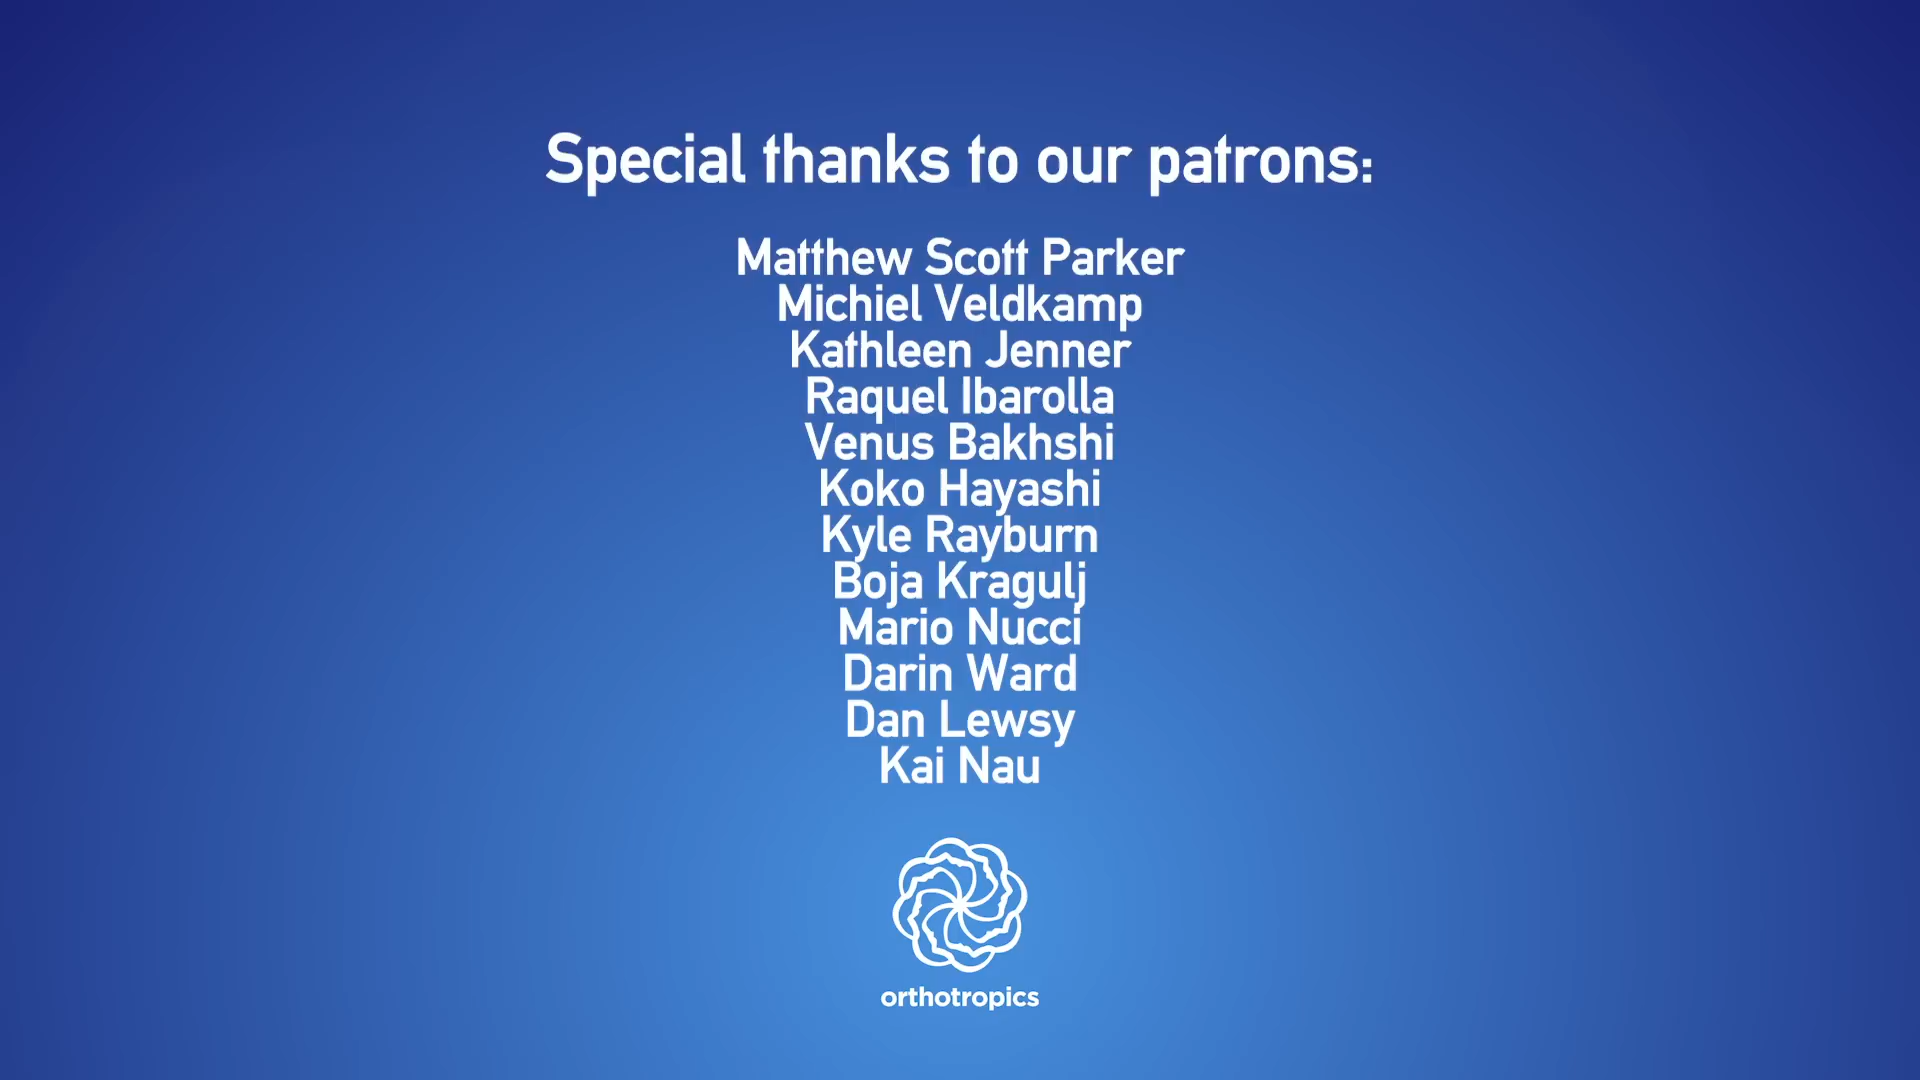 Special thanks to our patrons:
Matthew Scott Parker
Michiel Veldkamp
Kathleen Jenner
Raquel Ibarolla
Venus Bakhshi
Koko Hayashi
Kyle Rayburn
Boja Kragulj
Mario Nucci
Darin Ward
Dan Lewsy
Kai Nau
orthotropics